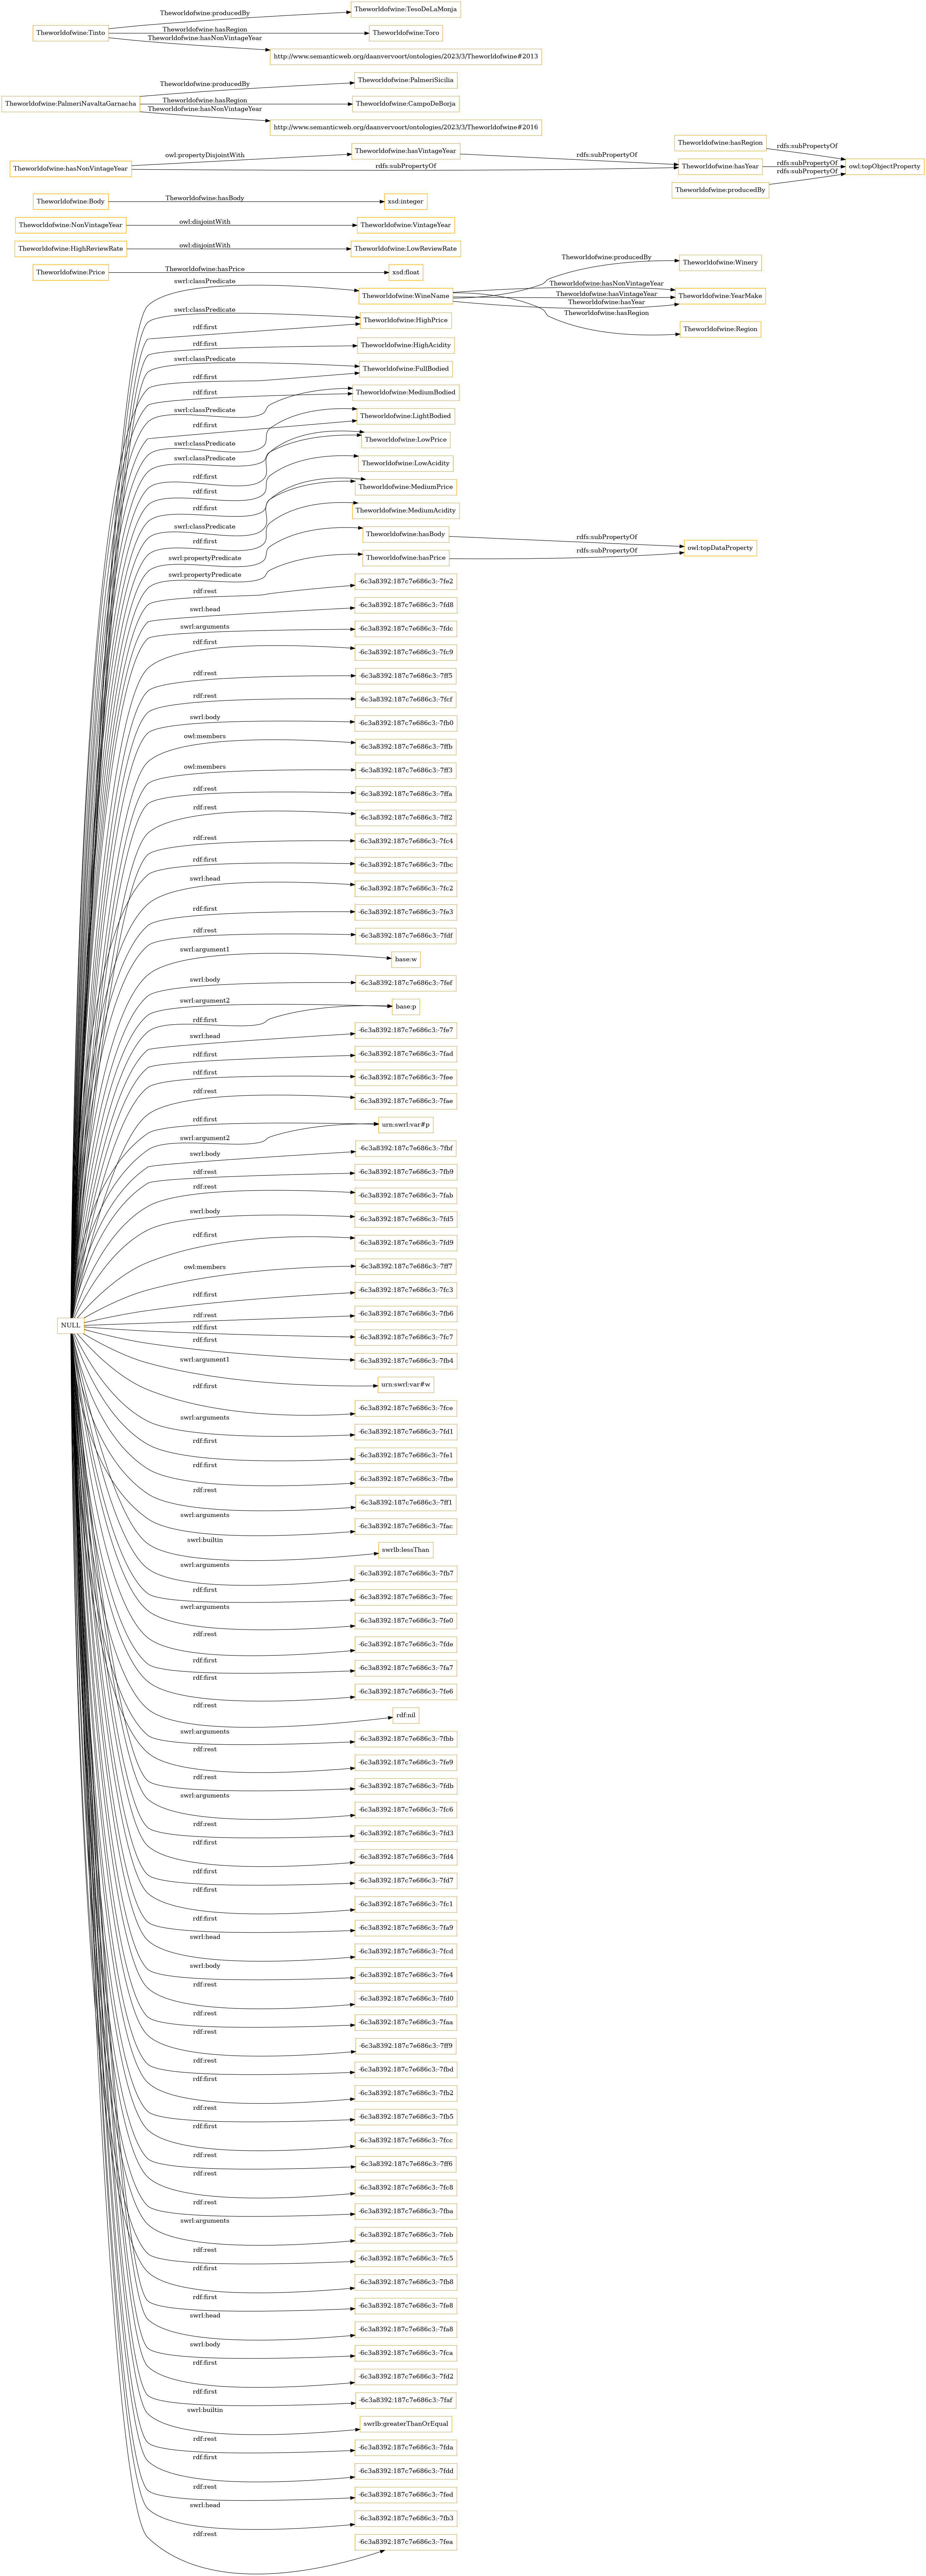 Theworldofwine:producedBy
Theworldofwine:TesoDeLaMonja
Theworldofwine:Tinto
Theworldofwine:hasRegion
Theworldofwine:Toro
Theworldofwine:hasNonVintageYear
http://www.semanticweb.org/daanvervoort/ontologies/2023/3/Theworldofwine#2013
Theworldofwine:producedBy
Theworldofwine:PalmeriSicilia
Theworldofwine:PalmeriNavaltaGarnacha
Theworldofwine:hasRegion
Theworldofwine:CampoDeBorja
Theworldofwine:hasNonVintageYear
http://www.semanticweb.org/daanvervoort/ontologies/2023/3/Theworldofwine#2016
Theworldofwine:hasRegion
rdfs:subPropertyOf
owl:propertyDisjointWith
Theworldofwine:hasVintageYear
rdfs:subPropertyOf
Theworldofwine:hasNonVintageYear
rdfs:subPropertyOf
Theworldofwine:hasYear
rdfs:subPropertyOf
owl:topObjectProperty
rdfs:subPropertyOf
Theworldofwine:producedBy
Theworldofwine:Body
Theworldofwine:hasBody
xsd:integer
Theworldofwine:NonVintageYear
owl:disjointWith
Theworldofwine:VintageYear
Theworldofwine:HighReviewRate
owl:disjointWith
Theworldofwine:LowReviewRate
Theworldofwine:Price
Theworldofwine:hasPrice
xsd:float
Theworldofwine:producedBy
Theworldofwine:Winery
swrl:classPredicate
Theworldofwine:WineName
Theworldofwine:hasNonVintageYear
Theworldofwine:hasVintageYear
Theworldofwine:YearMake
Theworldofwine:hasYear
Theworldofwine:hasRegion
Theworldofwine:Region
swrl:classPredicate
Theworldofwine:HighPrice
rdf:first
rdf:first
Theworldofwine:HighAcidity
swrl:classPredicate
Theworldofwine:FullBodied
rdf:first
rdf:first
Theworldofwine:MediumBodied
swrl:classPredicate
rdf:first
Theworldofwine:LightBodied
swrl:classPredicate
Theworldofwine:LowPrice
swrl:classPredicate
Theworldofwine:LowAcidity
rdf:first
rdf:first
Theworldofwine:MediumPrice
rdf:first
Theworldofwine:MediumAcidity
swrl:classPredicate
Theworldofwine:hasBody
rdfs:subPropertyOf
rdf:first
owl:topDataProperty
swrl:propertyPredicate
Theworldofwine:hasPrice
rdfs:subPropertyOf
swrl:propertyPredicate
rdf:rest
-6c3a8392:187c7e686c3:-7fe2
swrl:head
-6c3a8392:187c7e686c3:-7fd8
swrl:arguments
-6c3a8392:187c7e686c3:-7fdc
rdf:first
-6c3a8392:187c7e686c3:-7fc9
rdf:rest
-6c3a8392:187c7e686c3:-7ff5
rdf:rest
-6c3a8392:187c7e686c3:-7fcf
swrl:body
-6c3a8392:187c7e686c3:-7fb0
owl:members
-6c3a8392:187c7e686c3:-7ffb
owl:members
-6c3a8392:187c7e686c3:-7ff3
rdf:rest
-6c3a8392:187c7e686c3:-7ffa
rdf:rest
-6c3a8392:187c7e686c3:-7ff2
rdf:rest
-6c3a8392:187c7e686c3:-7fc4
rdf:first
-6c3a8392:187c7e686c3:-7fbc
swrl:head
-6c3a8392:187c7e686c3:-7fc2
rdf:first
-6c3a8392:187c7e686c3:-7fe3
rdf:rest
-6c3a8392:187c7e686c3:-7fdf
swrl:argument1
base:w
swrl:body
-6c3a8392:187c7e686c3:-7fef
swrl:argument2
base:p
rdf:first
swrl:head
-6c3a8392:187c7e686c3:-7fe7
rdf:first
-6c3a8392:187c7e686c3:-7fad
rdf:first
-6c3a8392:187c7e686c3:-7fee
rdf:rest
-6c3a8392:187c7e686c3:-7fae
rdf:first
urn:swrl:var#p
swrl:argument2
swrl:body
-6c3a8392:187c7e686c3:-7fbf
rdf:rest
-6c3a8392:187c7e686c3:-7fb9
rdf:rest
-6c3a8392:187c7e686c3:-7fab
swrl:body
-6c3a8392:187c7e686c3:-7fd5
rdf:first
-6c3a8392:187c7e686c3:-7fd9
owl:members
-6c3a8392:187c7e686c3:-7ff7
rdf:first
-6c3a8392:187c7e686c3:-7fc3
rdf:rest
-6c3a8392:187c7e686c3:-7fb6
NULL
rdf:first
-6c3a8392:187c7e686c3:-7fc7
rdf:first
-6c3a8392:187c7e686c3:-7fb4
swrl:argument1
urn:swrl:var#w
rdf:first
-6c3a8392:187c7e686c3:-7fce
swrl:arguments
-6c3a8392:187c7e686c3:-7fd1
rdf:first
-6c3a8392:187c7e686c3:-7fe1
rdf:first
-6c3a8392:187c7e686c3:-7fbe
rdf:rest
-6c3a8392:187c7e686c3:-7ff1
swrl:arguments
-6c3a8392:187c7e686c3:-7fac
swrl:builtin
swrlb:lessThan
swrl:arguments
-6c3a8392:187c7e686c3:-7fb7
rdf:first
-6c3a8392:187c7e686c3:-7fec
swrl:arguments
-6c3a8392:187c7e686c3:-7fe0
rdf:rest
-6c3a8392:187c7e686c3:-7fde
rdf:first
-6c3a8392:187c7e686c3:-7fa7
rdf:first
-6c3a8392:187c7e686c3:-7fe6
rdf:rest
rdf:nil
swrl:arguments
-6c3a8392:187c7e686c3:-7fbb
rdf:rest
-6c3a8392:187c7e686c3:-7fe9
rdf:rest
-6c3a8392:187c7e686c3:-7fdb
swrl:arguments
-6c3a8392:187c7e686c3:-7fc6
rdf:rest
-6c3a8392:187c7e686c3:-7fd3
rdf:first
-6c3a8392:187c7e686c3:-7fd4
rdf:first
-6c3a8392:187c7e686c3:-7fd7
rdf:first
-6c3a8392:187c7e686c3:-7fc1
rdf:first
-6c3a8392:187c7e686c3:-7fa9
swrl:head
-6c3a8392:187c7e686c3:-7fcd
swrl:body
-6c3a8392:187c7e686c3:-7fe4
rdf:rest
-6c3a8392:187c7e686c3:-7fd0
rdf:rest
-6c3a8392:187c7e686c3:-7faa
rdf:rest
-6c3a8392:187c7e686c3:-7ff9
rdf:rest
-6c3a8392:187c7e686c3:-7fbd
rdf:first
-6c3a8392:187c7e686c3:-7fb2
rdf:rest
-6c3a8392:187c7e686c3:-7fb5
rdf:first
-6c3a8392:187c7e686c3:-7fcc
rdf:rest
-6c3a8392:187c7e686c3:-7ff6
rdf:rest
-6c3a8392:187c7e686c3:-7fc8
rdf:rest
-6c3a8392:187c7e686c3:-7fba
swrl:arguments
-6c3a8392:187c7e686c3:-7feb
rdf:rest
-6c3a8392:187c7e686c3:-7fc5
rdf:first
-6c3a8392:187c7e686c3:-7fb8
rdf:first
-6c3a8392:187c7e686c3:-7fe8
swrl:head
-6c3a8392:187c7e686c3:-7fa8
swrl:body
-6c3a8392:187c7e686c3:-7fca
rdf:first
-6c3a8392:187c7e686c3:-7fd2
rdf:first
-6c3a8392:187c7e686c3:-7faf
swrl:builtin
swrlb:greaterThanOrEqual
rdf:rest
-6c3a8392:187c7e686c3:-7fda
rdf:first
-6c3a8392:187c7e686c3:-7fdd
rdf:rest
-6c3a8392:187c7e686c3:-7fed
swrl:head
-6c3a8392:187c7e686c3:-7fb3
rdf:rest
-6c3a8392:187c7e686c3:-7fea